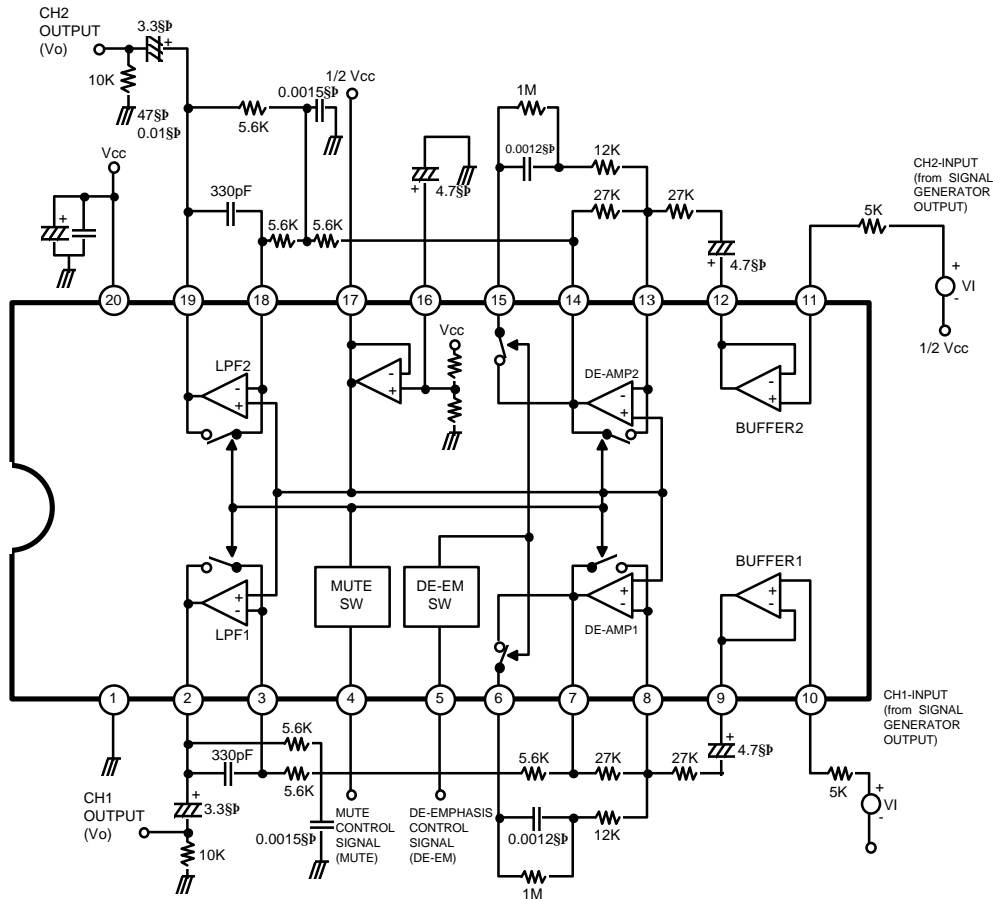 CH2
OUTPUT
(Vo)
3.3§Þ
+
10K
47§Þ
0.01§Þ
Vcc
+
330pF
5.6K
0.0015§Þ
1/2 Vcc
5.6K
5.6K
+
4.7§Þ
1M
0.0012§Þ
12K
27K
27K
+
4.7§Þ
CH2-INPUT
(from SIGNAL
GENERATOR
OUTPUT)
5K
+
VI
-
1/2 Vcc
20
19
18
17
16
15
14
13
12
11
LPF2
-
+
-
+
Vcc
DE-AMP2
-
+
-
+
BUFFER2
LPF1
+
-
MUTE
SW
DE-EM
SW
+
-
DE-AMP1
BUFFER1
+
-
1
2
3
4
5
6
7
8
9
10
CH1-INPUT
(from SIGNAL
GENERATOR
OUTPUT)
5.6K
330pF
5.6K
5.6K
27K
27K
+
4.7§Þ
CH1
OUTPUT
(Vo)
+
3.3§Þ
10K
0.0015§Þ
MUTE
CONTROL
SIGNAL
(MUTE)
DE-EMPHASIS
CONTROL
SIGNAL
(DE-EM)
0.0012§Þ
12K
1M
5K
+
VI
-